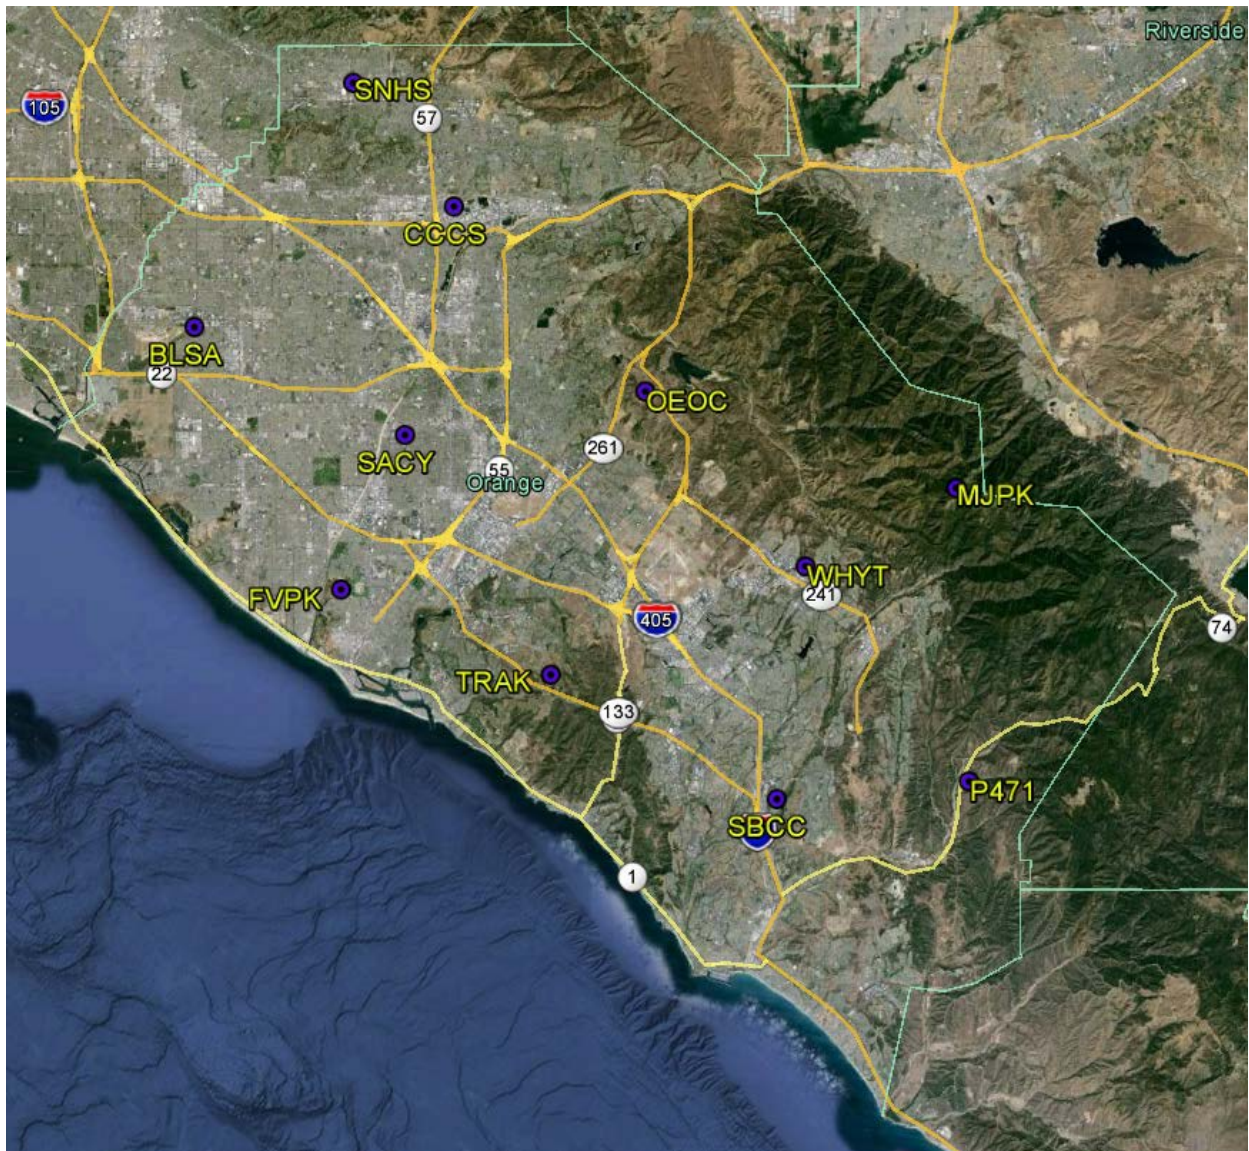 Riverside
SNHS
105
57
CCCS
BLSA
22
OEOC
261
SACY
55
Orange
MJPK
WHYT
241
FVPK
405
74
TRAK
133
P471
SBCC
1